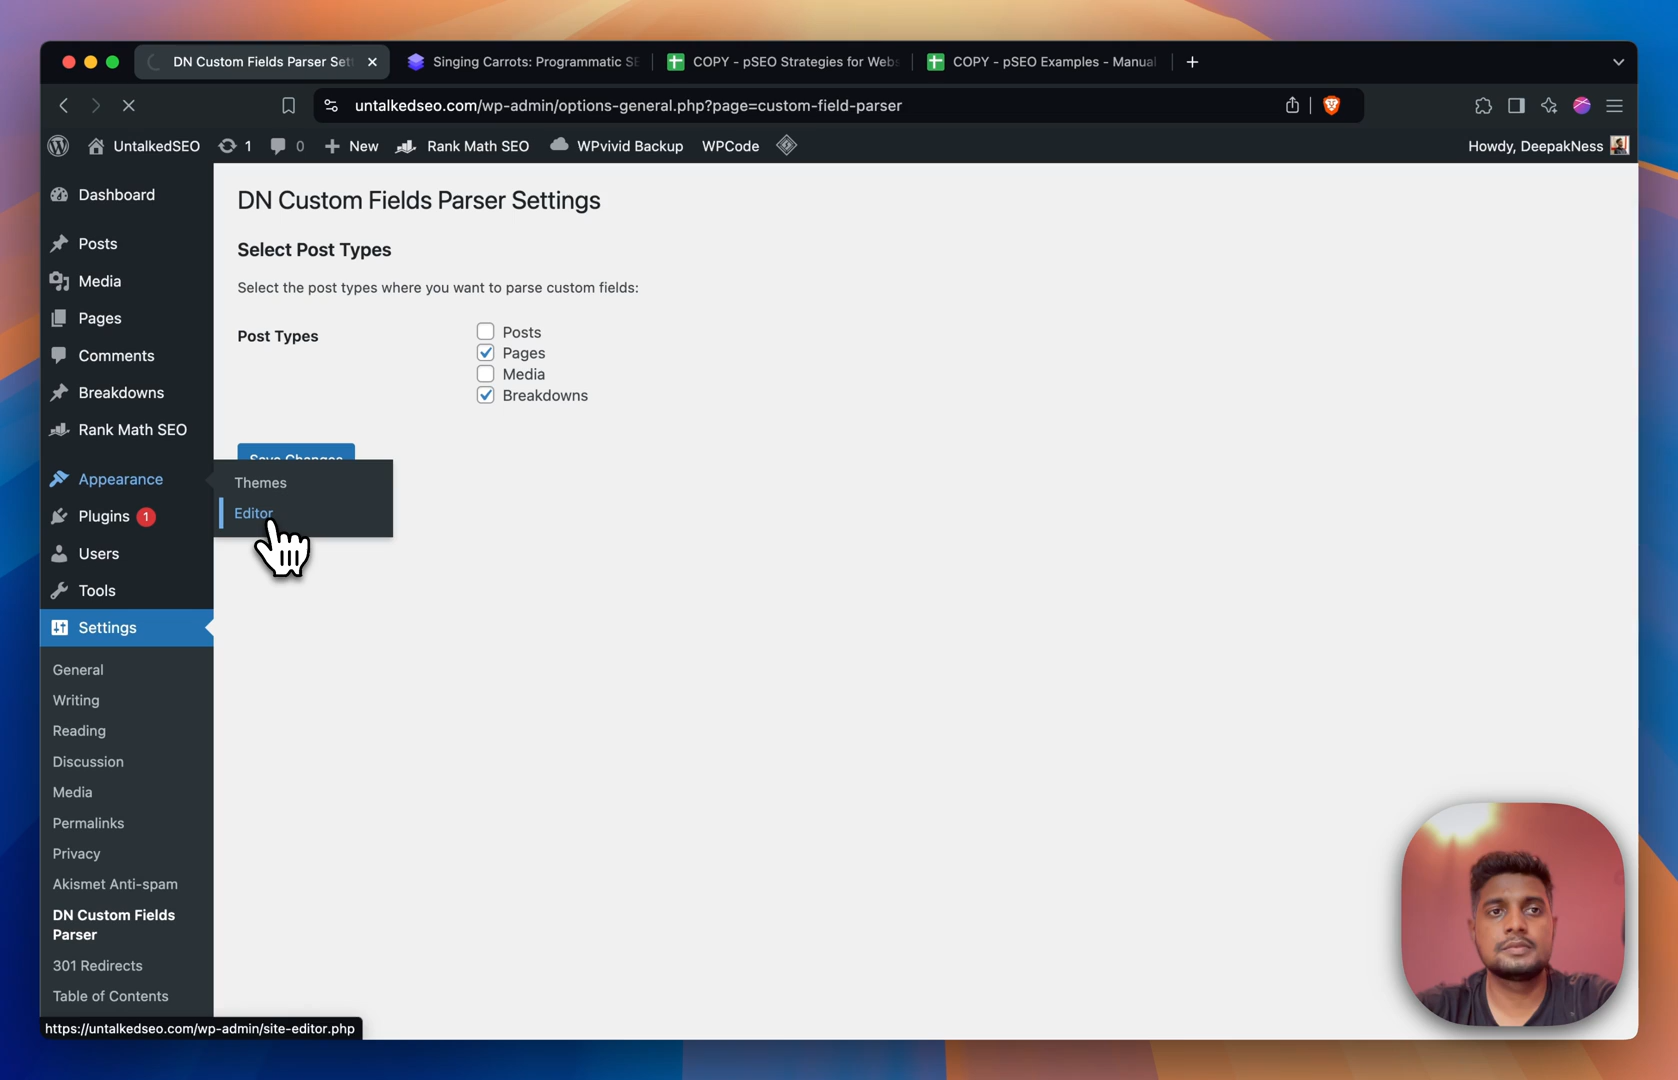 DN Custom Fields Parser Set
Singing Carrots: Programmatic SE
COPY - pSEO Strategies for Webs
COPY - pSEO Examples - Manual
untalkedseo.com/wp-admin/options-general.php?page=custom-field-parser
UntalkedSEO
1
0
New
Rank Math SEO
WPvivid Backup
WPCode
Howdy, DeepakNess
Dashboard
Posts
Media
Pages
Comments
Breakdowns
Rank Math SEO
Appearance
Plugins 1
Users
Tools
Settings
General
Writing
Reading
Discussion
Media
Permalinks
Privacy
Akismet Anti-spam
DN Custom Fields
Parser
301 Redirects
Table of Contents
Themes
Editor
DN Custom Fields Parser Settings
Select Post Types
Select the post types where you want to parse custom fields:
Post Types
Posts
Pages
Media
Breakdowns
Save Changes
https://untalkedseo.com/wp-admin/site-editor.php